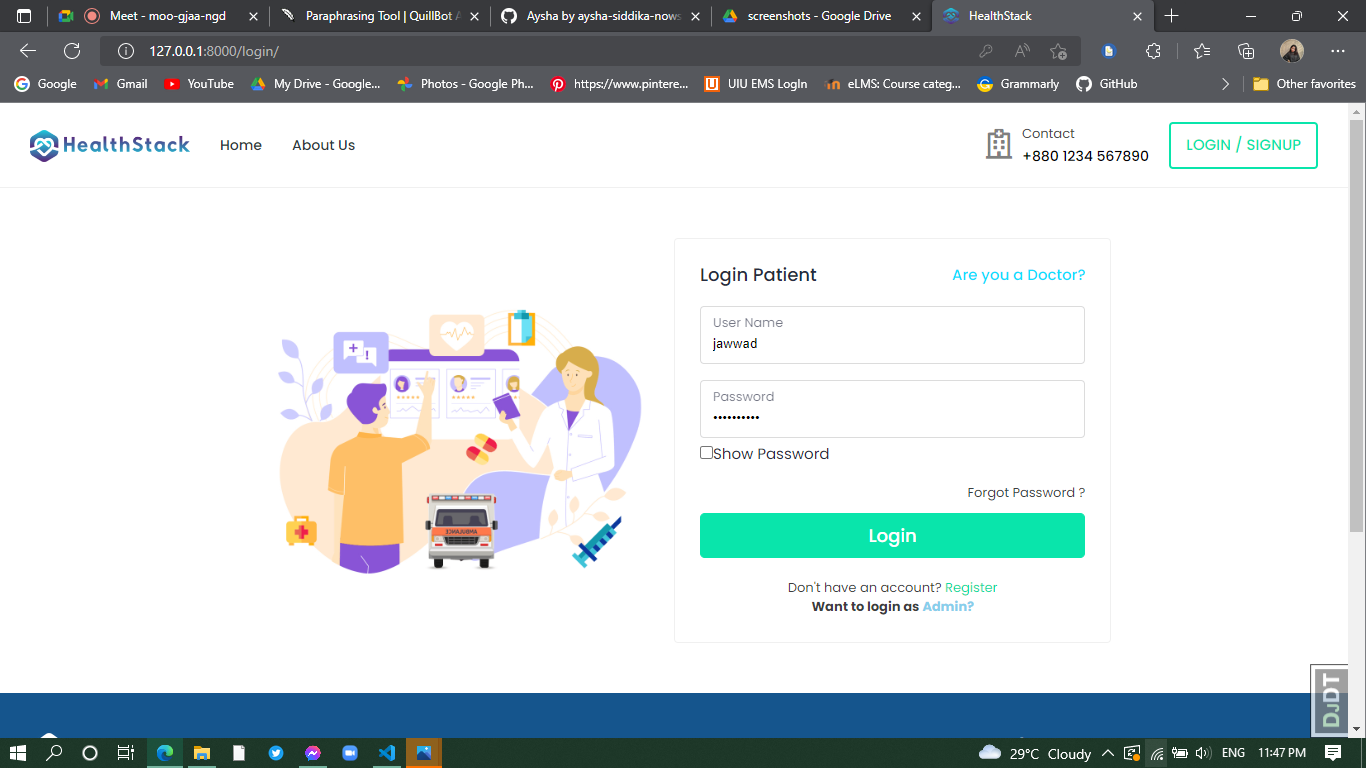 Meet - moo-gjaa-ngd
Paraphrasing Tool | QuillBot A
Aysha by aysha-siddika-nows
screenshots - Google Drive
HealthStack
127.0.0.1:8000/login/
Google
Gmail
YouTube
My Drive - Google...
Photos - Google Ph...
https://www.pintere...
UIU EMS LogIn
eLMS: Course categ...
Grammarly
GitHub
Other favorites
HealthStack
Home
About Us
Contact
+880 1234 567890
LOGIN / SIGNUP
Login Patient
Are you a Doctor?
User Name
jawwad
Password
••••••••••
Show Password
Forgot Password ?
Login
Don't have an account? Register
Want to login as Admin?
AMBULANCE
DjDT
29°C Cloudy
ENG
11:47 PM